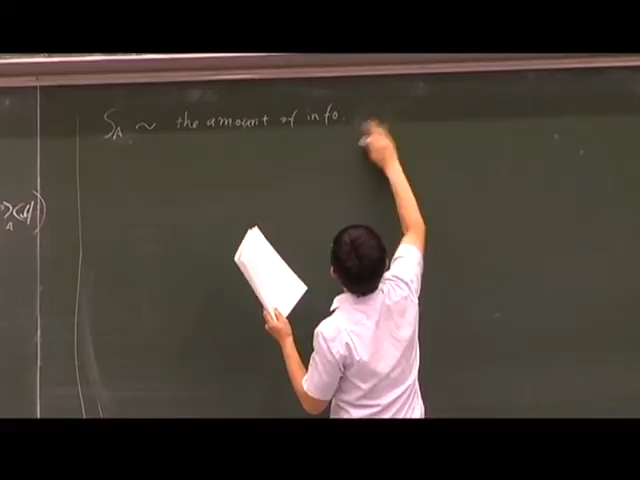 S_A ~ the amount of info.